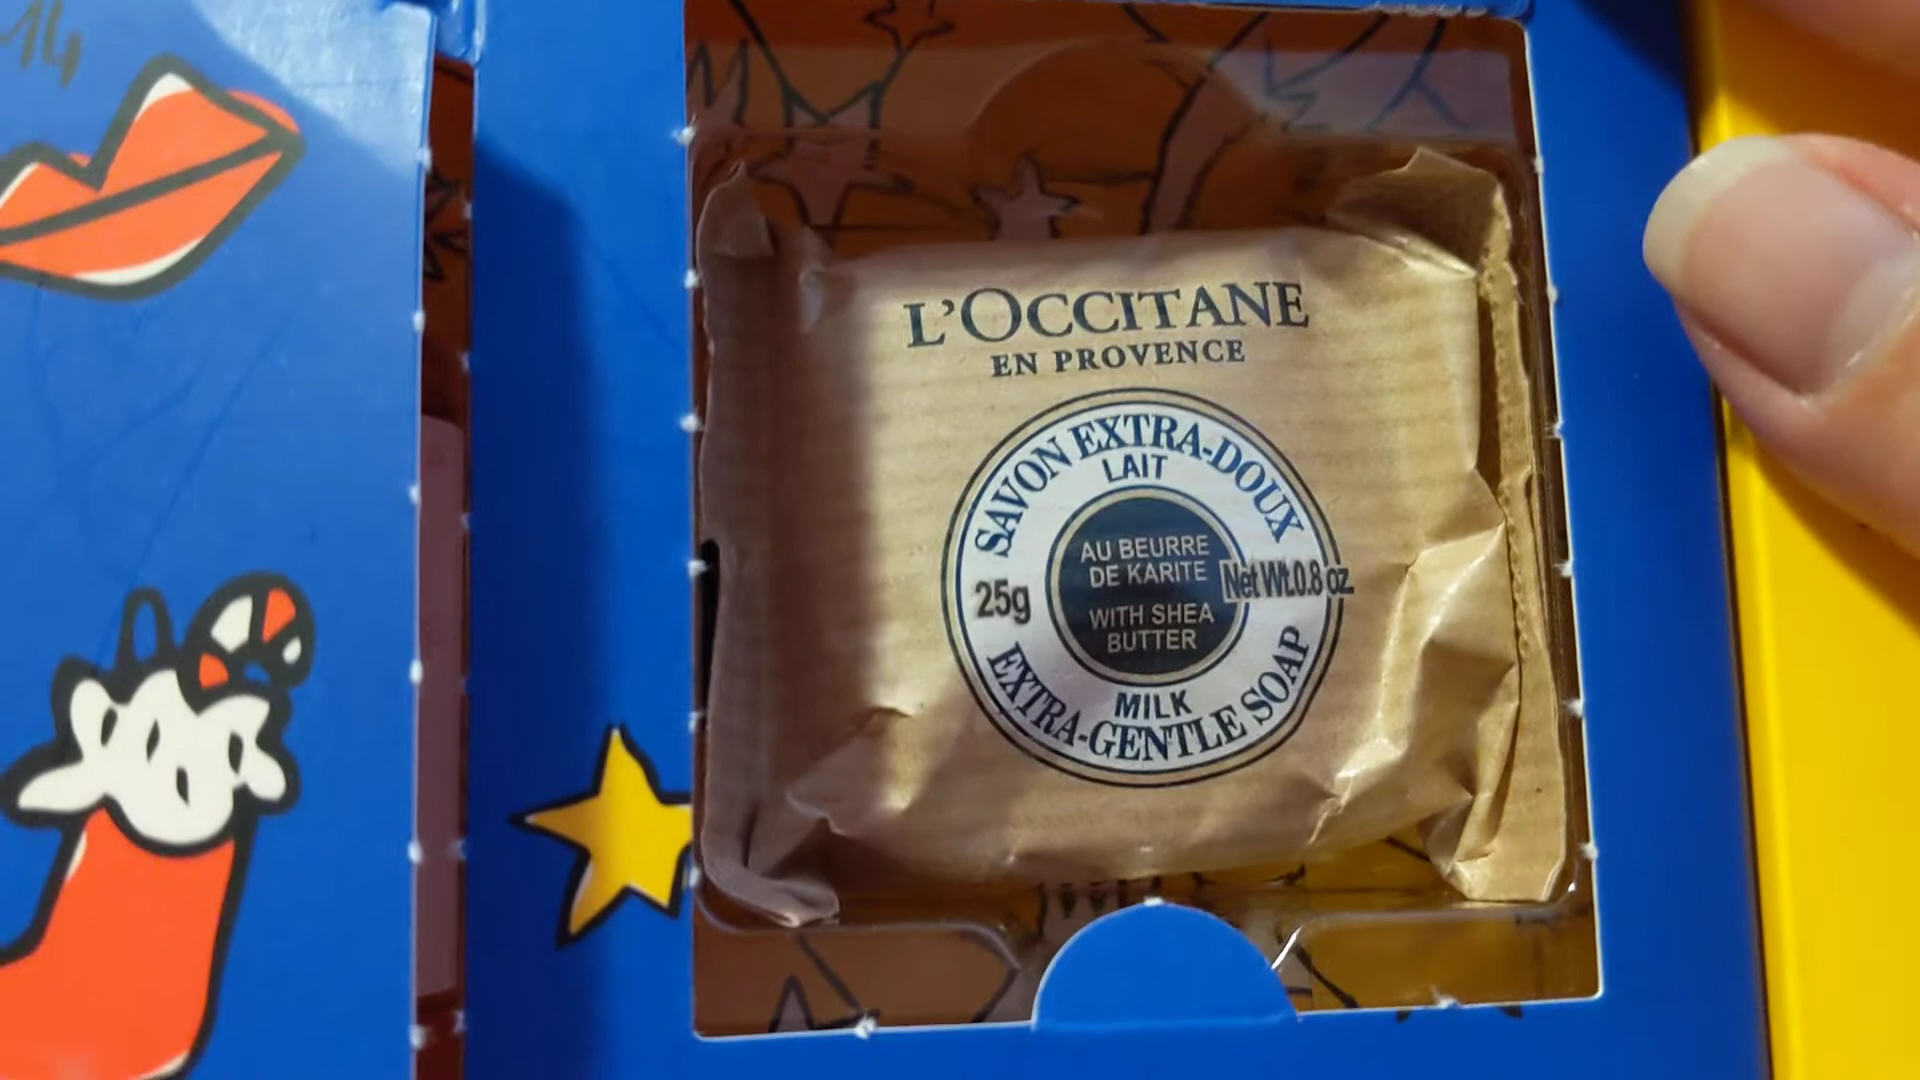 14
L'OCCITANE
EN PROVENCE
SAVON EXTRA-DOUX
LAIT
AU BEURRE
DE KARITE
25g
Net Wt.0.8 oz.
WITH SHEA
BUTTER
MILK
EXTRA-GENTLE SOAP